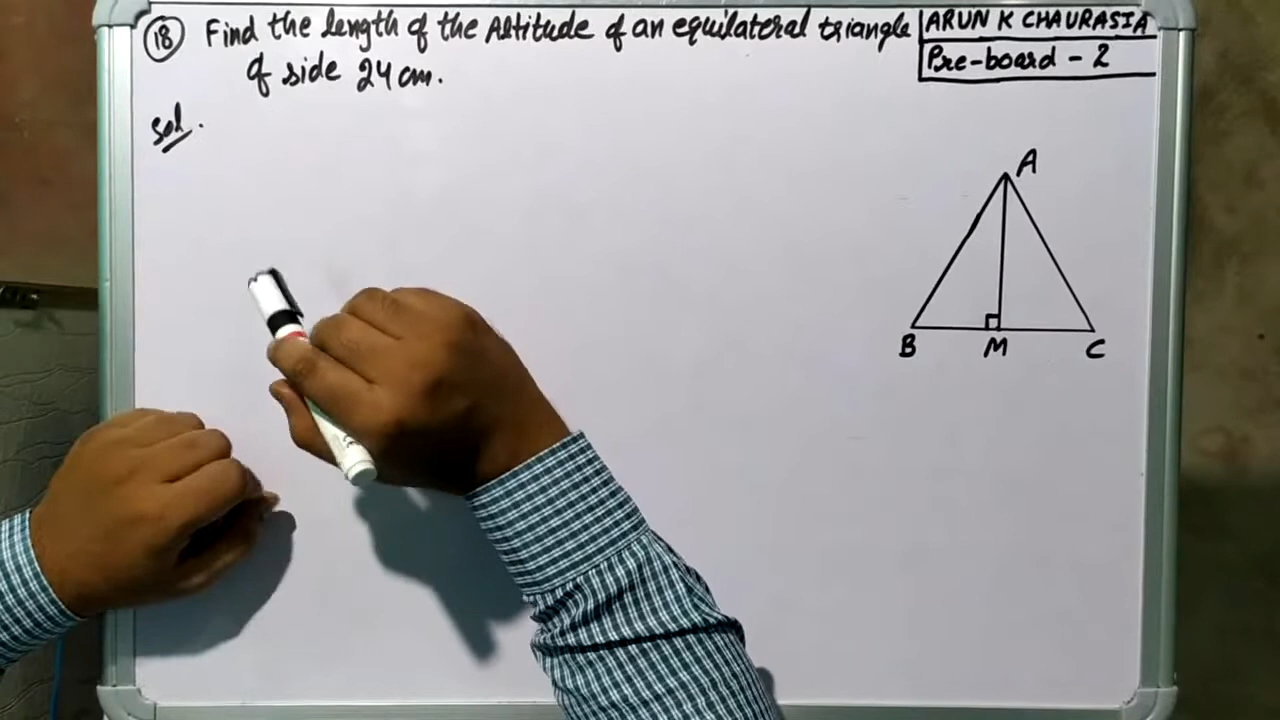 (18) Find the length of the Altitude of an equilateral triangle
of side 24 cm.
ARUN K CHAURASIA
Pre-board - 2
Sol.
A
B M C